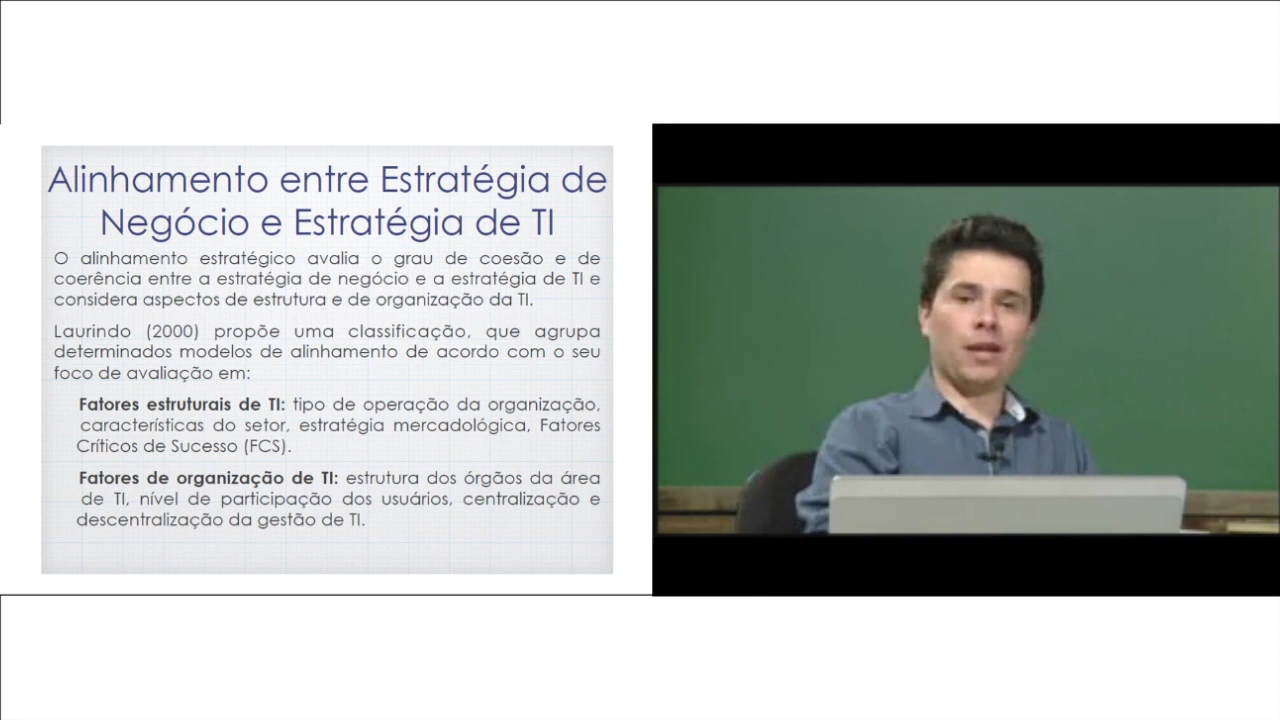 Alinhamento entre Estratégia de
Negócio e Estratégia de TI
O alinhamento estratégico avalia o grau de coesão e de
coerência entre a estratégia de negócio e a estratégia de TI e
considera aspectos de estrutura e de organização da TI.
Laurindo (2000) propõe uma classificação, que agrupa
determinados modelos de alinhamento de acordo com o seu
foco de avaliação em:
Fatores estruturais de TI: tipo de operação da organização,
características do setor, estratégia mercadológica, Fatores
Críticos de Sucesso (FCS).
Fatores de organização de TI: estrutura dos órgãos da área
de TI, nível de participação dos usuários, centralização e
descentralização da gestão de TI.